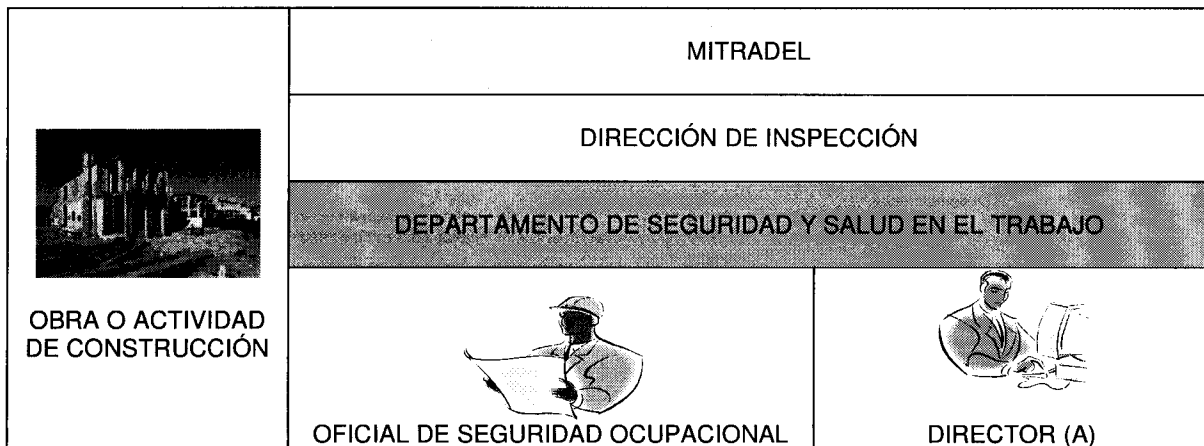 MITRADEL
DIRECCIÓN DE INSPECCIÓN
DEPARTAMENTO DE SEGURIDAD Y SALUD EN EL TRABAJO
OBRA O ACTIVIDAD
DE CONSTRUCCIÓN
OFICIAL DE SEGURIDAD OCUPACIONAL
DIRECTOR (A)